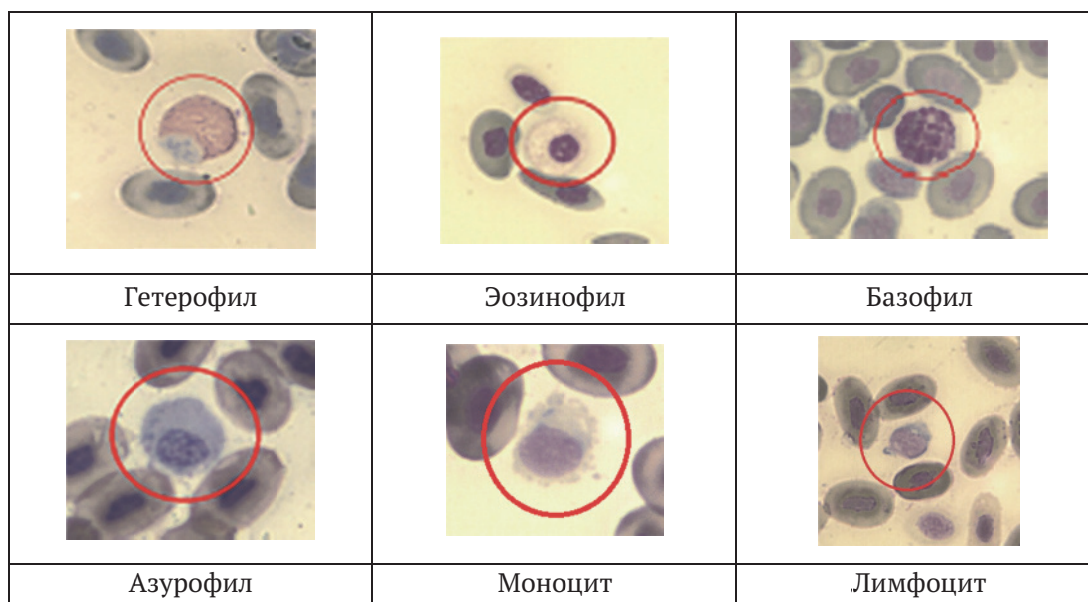 Гетерофил
Эозинофил
Базофил
Азурофил
Моноцит
Лимфоцит